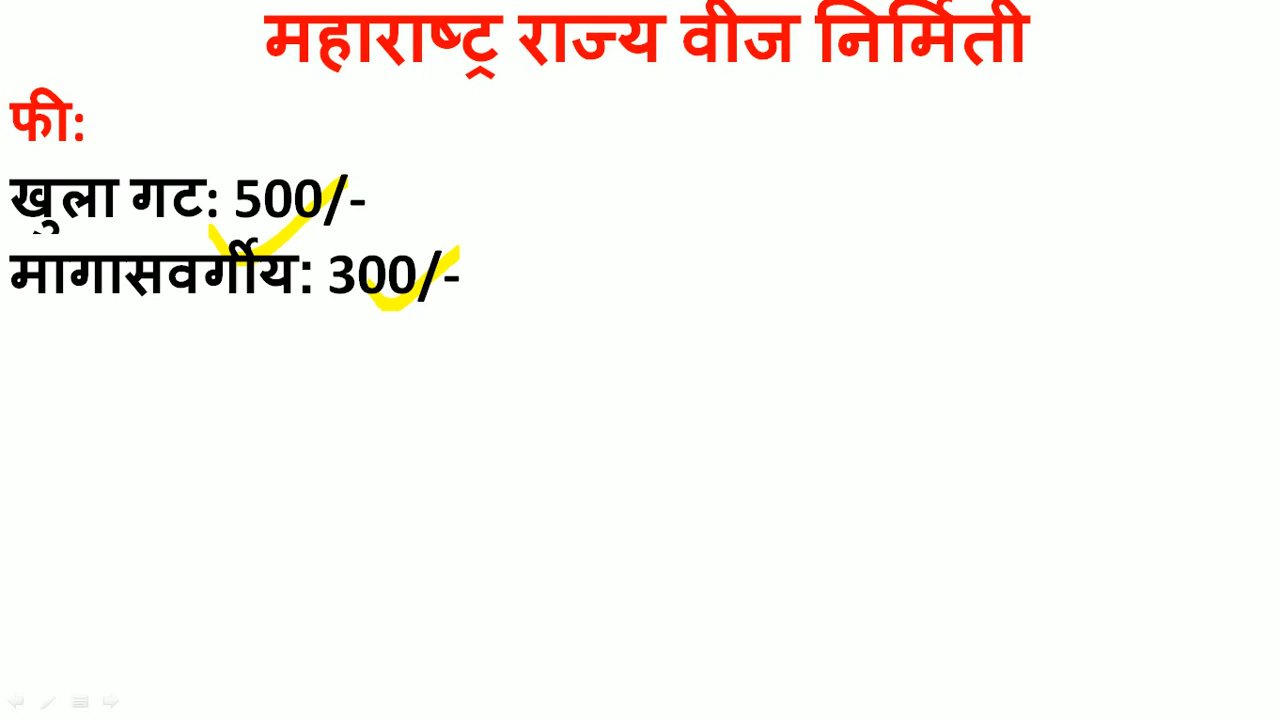 महाराष्ट्र राज्य वीज निर्मिती
फी:
खुला गट: 500/-
मागासवर्गीय: 300/-